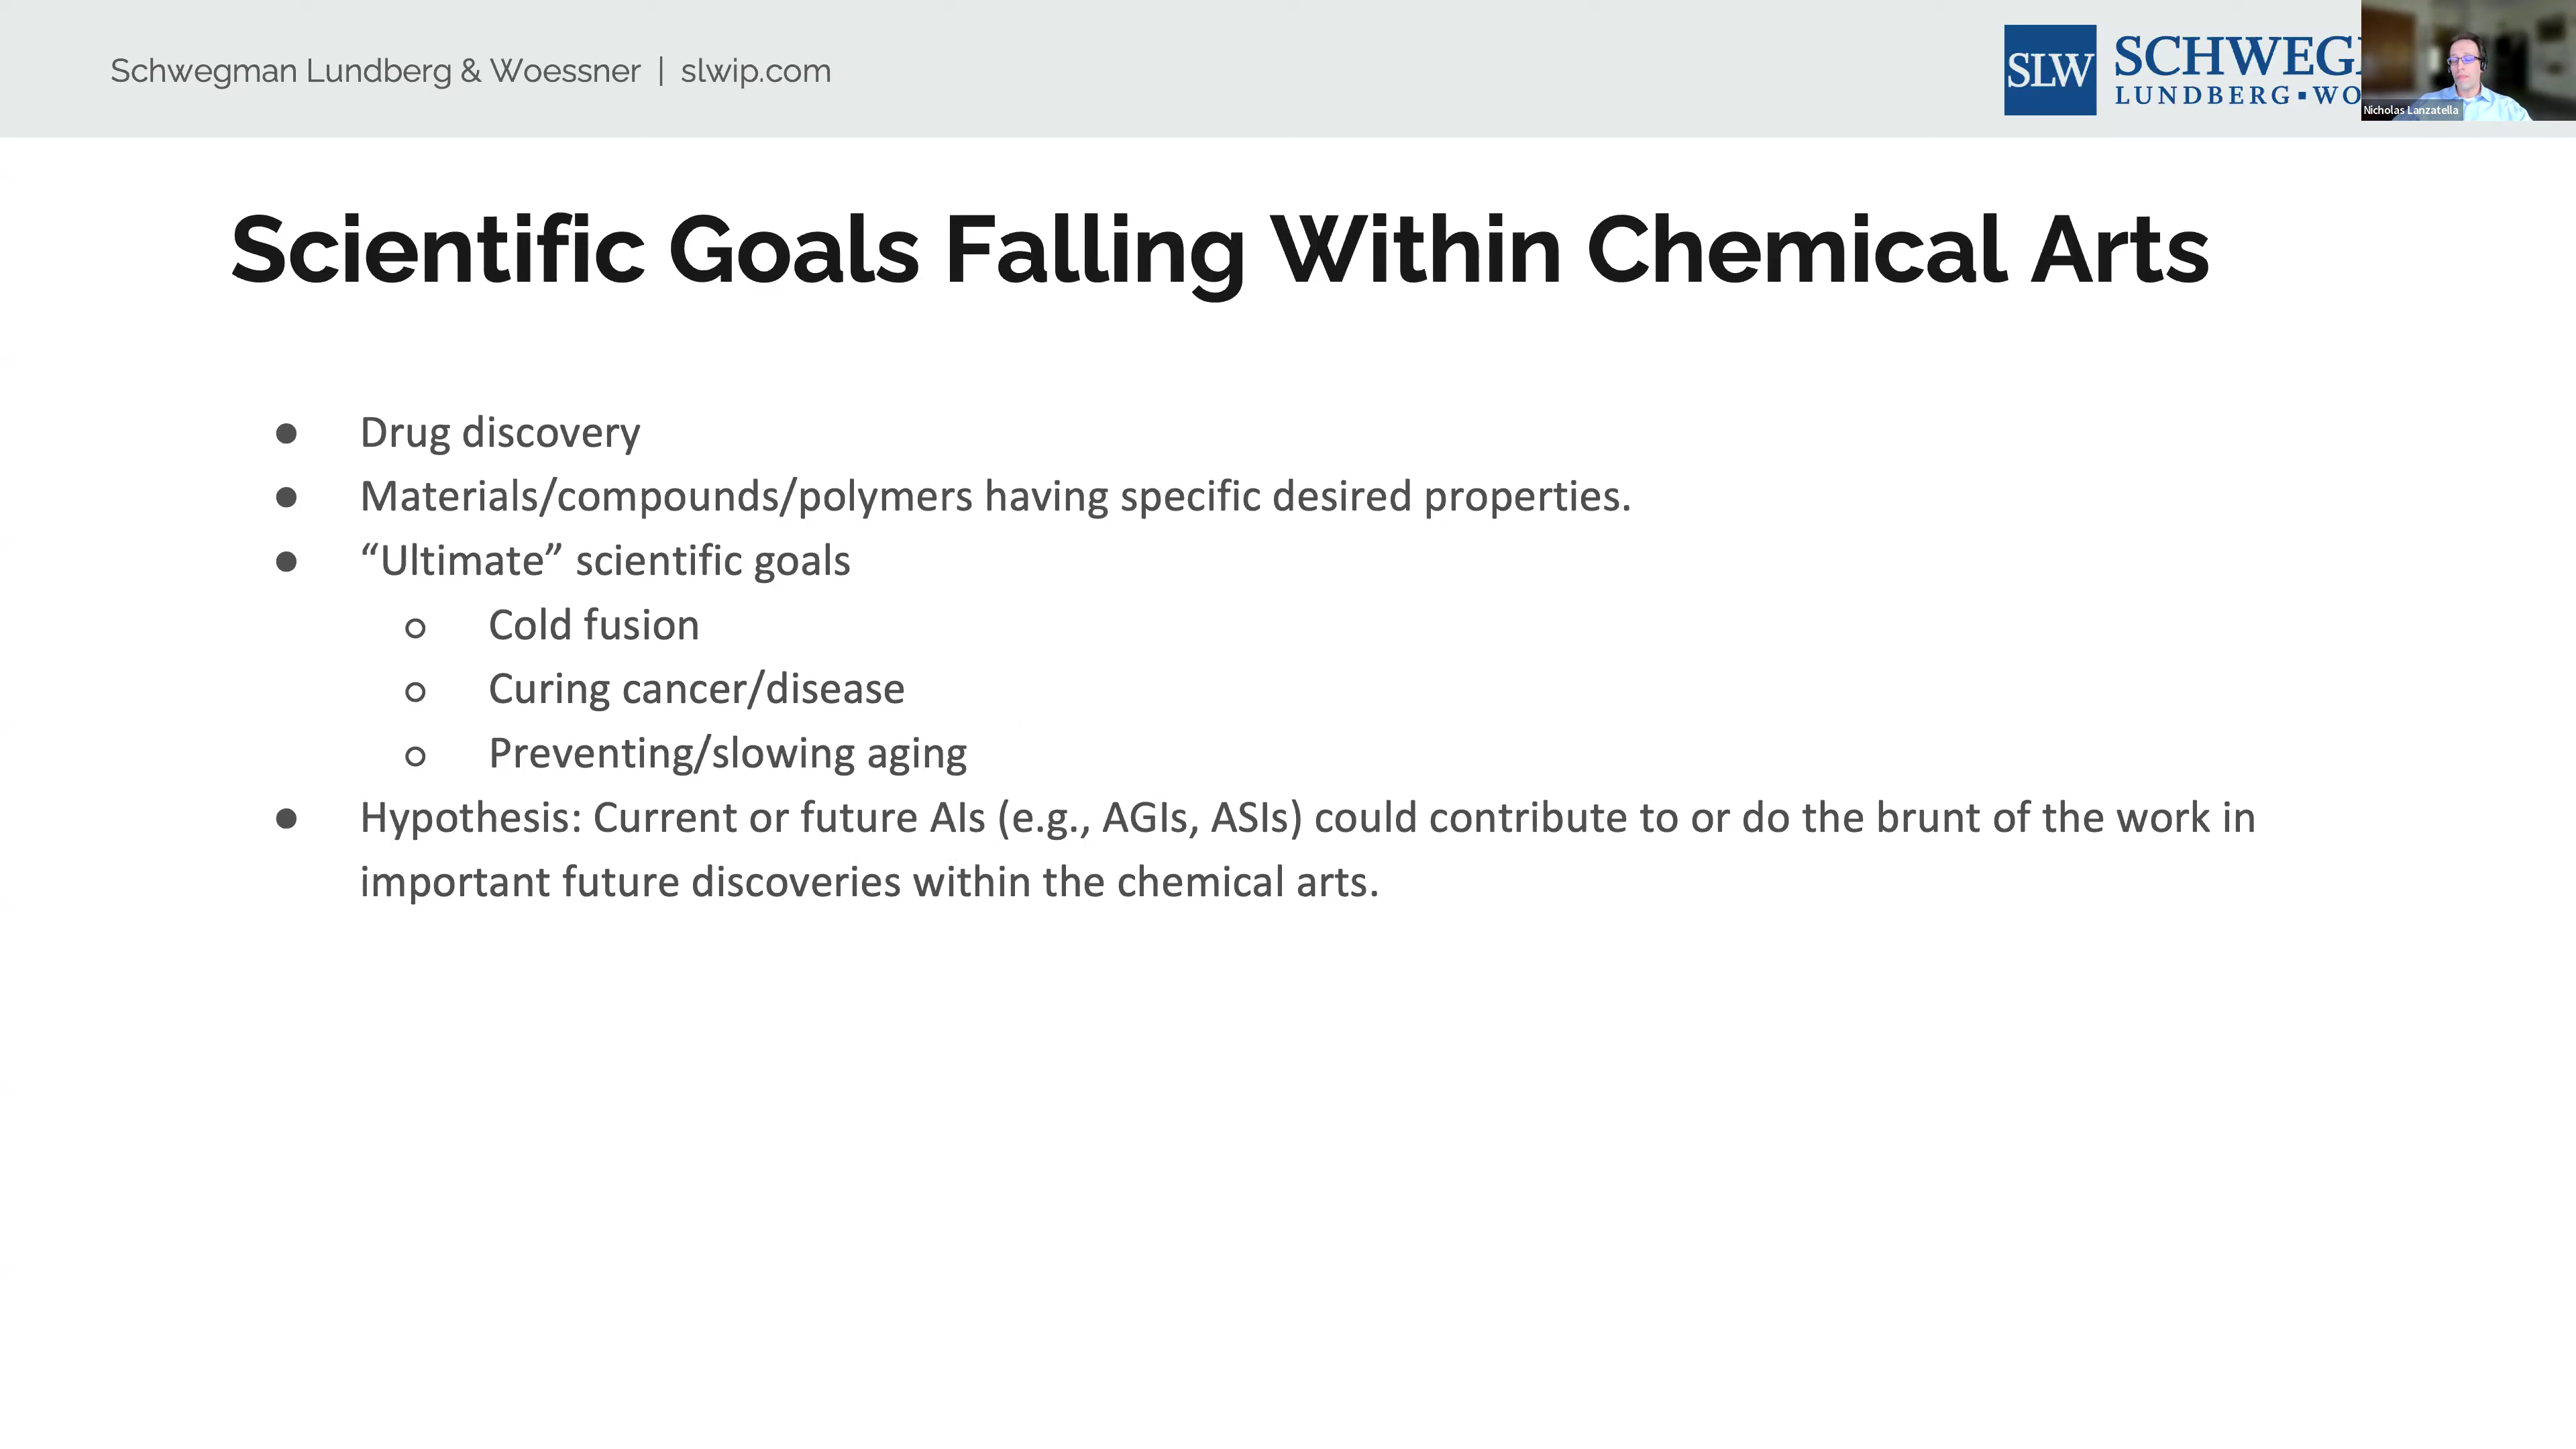 Schwegman Lundberg & Woessner | slwip.com
SLW
SCHWEG
LUNDBERG ▪ WO
Nicholas Lanzatella
Scientific Goals Falling Within Chemical Arts
● Drug discovery
● Materials/compounds/polymers having specific desired properties.
● “Ultimate” scientific goals
○ Cold fusion
○ Curing cancer/disease
○ Preventing/slowing aging
● Hypothesis: Current or future AIs (e.g., AGIs, ASIs) could contribute to or do the brunt of the work in
important future discoveries within the chemical arts.